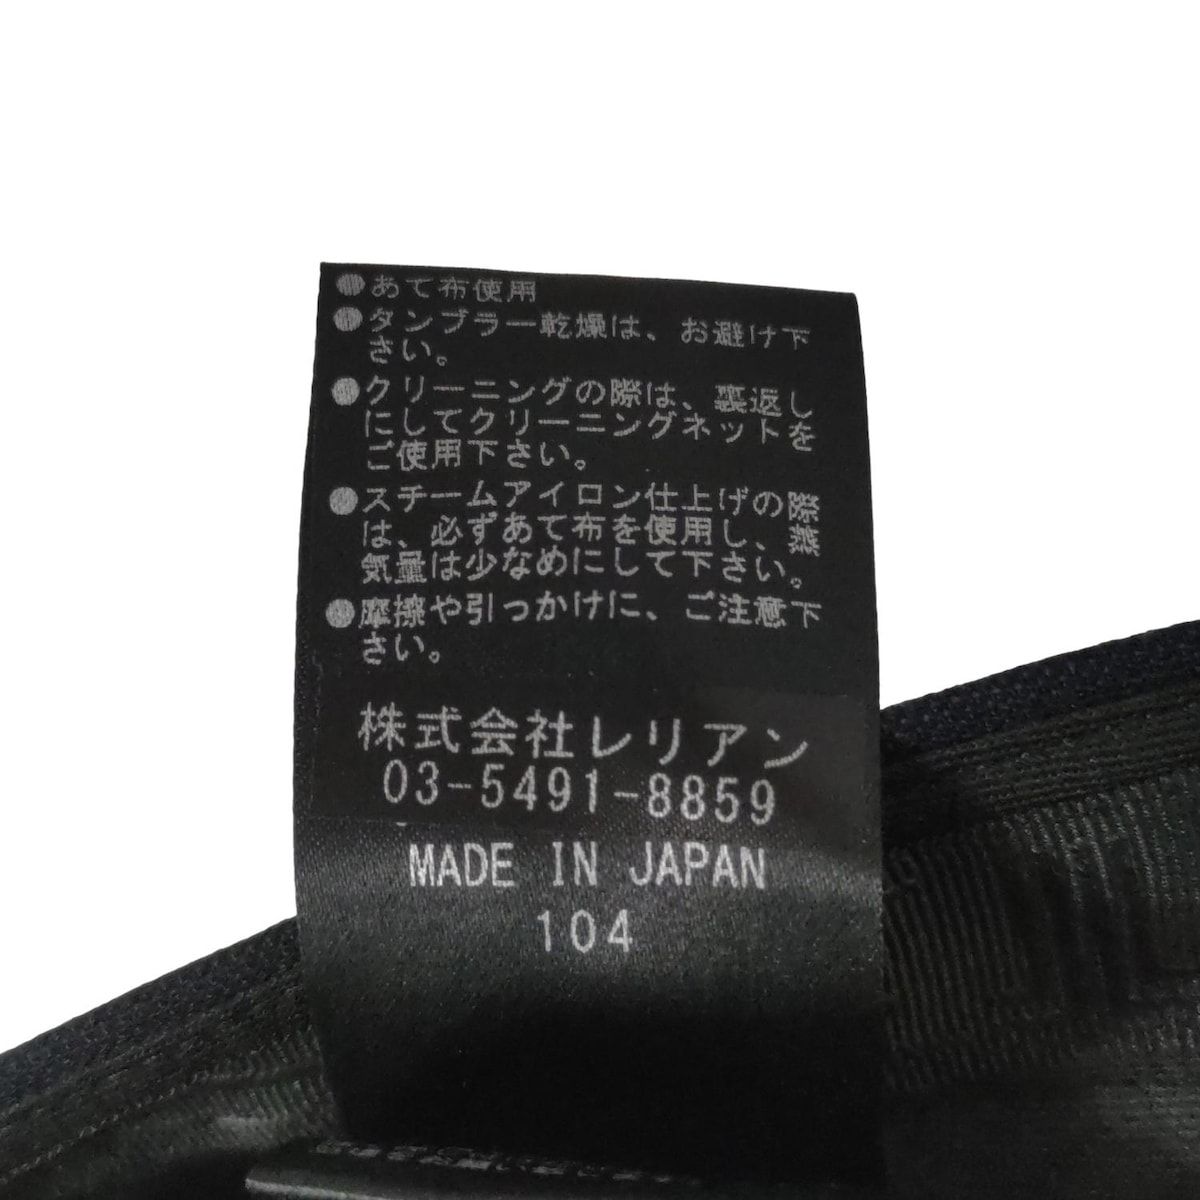 ●あて布使用
●タンブラー乾燥は、お避け下
さい。
●クリーニングの際は、裏返し
にしてクリーニングネットを
ご使用下さい。
●スチームアイロン仕上げの際
は、必ずあて布を使用し、蒸
気量は少なめにして下さい。
●摩擦や引っかけに、ご注意下
さい。
株式会社レリアン
03-5491-8859
MADE IN JAPAN
104